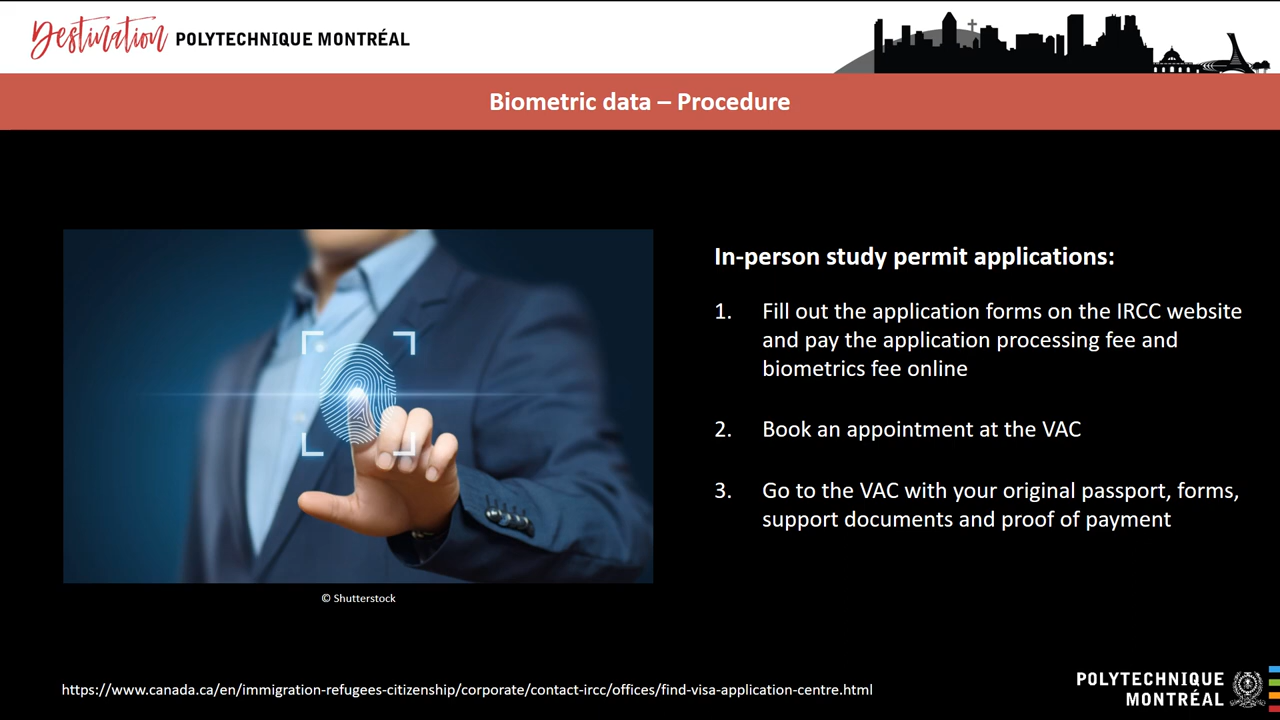 Destination POLYTECHNIQUE MONTRÉAL
Biometric data – Procedure
In-person study permit applications:
1. Fill out the application forms on the IRCC website
and pay the application processing fee and
biometrics fee online
2. Book an appointment at the VAC
3. Go to the VAC with your original passport, forms,
support documents and proof of payment
© Shutterstock
https://www.canada.ca/en/immigration-refugees-citizenship/corporate/contact-ircc/offices/find-visa-application-centre.html
POLYTECHNIQUE
MONTRÉAL